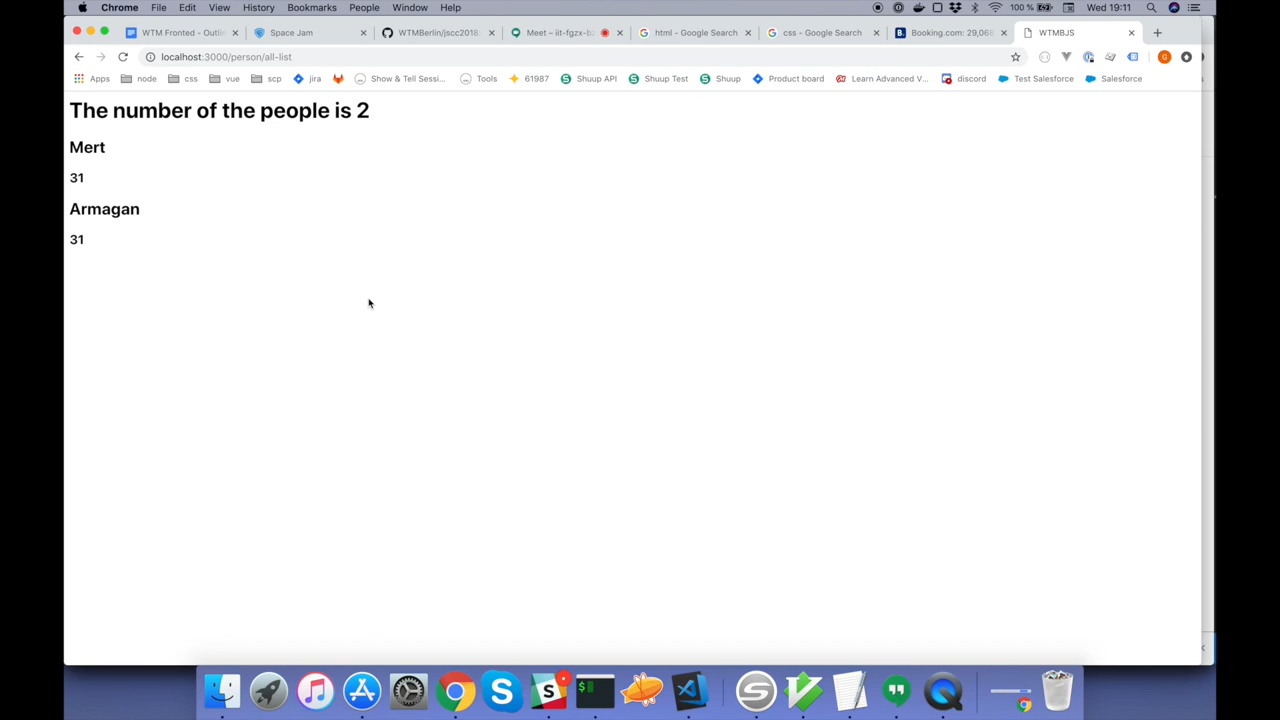 Chrome File Edit View History Bookmarks People Window Help 100 % Wed 19:11
WTM Fronted - Outli Space Jam WTMBerlin/jscc2018 Meet – iit-fgzx-b html - Google Search css - Google Search Booking.com: 29,06 WTMBJS
localhost:3000/person/all-list G
Apps node css vue scp jira Show & Tell Sessi... Tools 61987 Shuup API Shuup Test Shuup Product board Learn Advanced V... discord Test Salesforce Salesforce
The number of the people is 2
Mert
31
Armagan
31